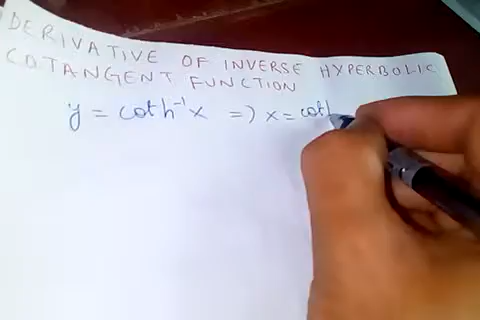 DERIVATIVE OF INVERSE HYPERBOLIC
COTANGENT FUNCTION
y = coth⁻¹x => x = coth